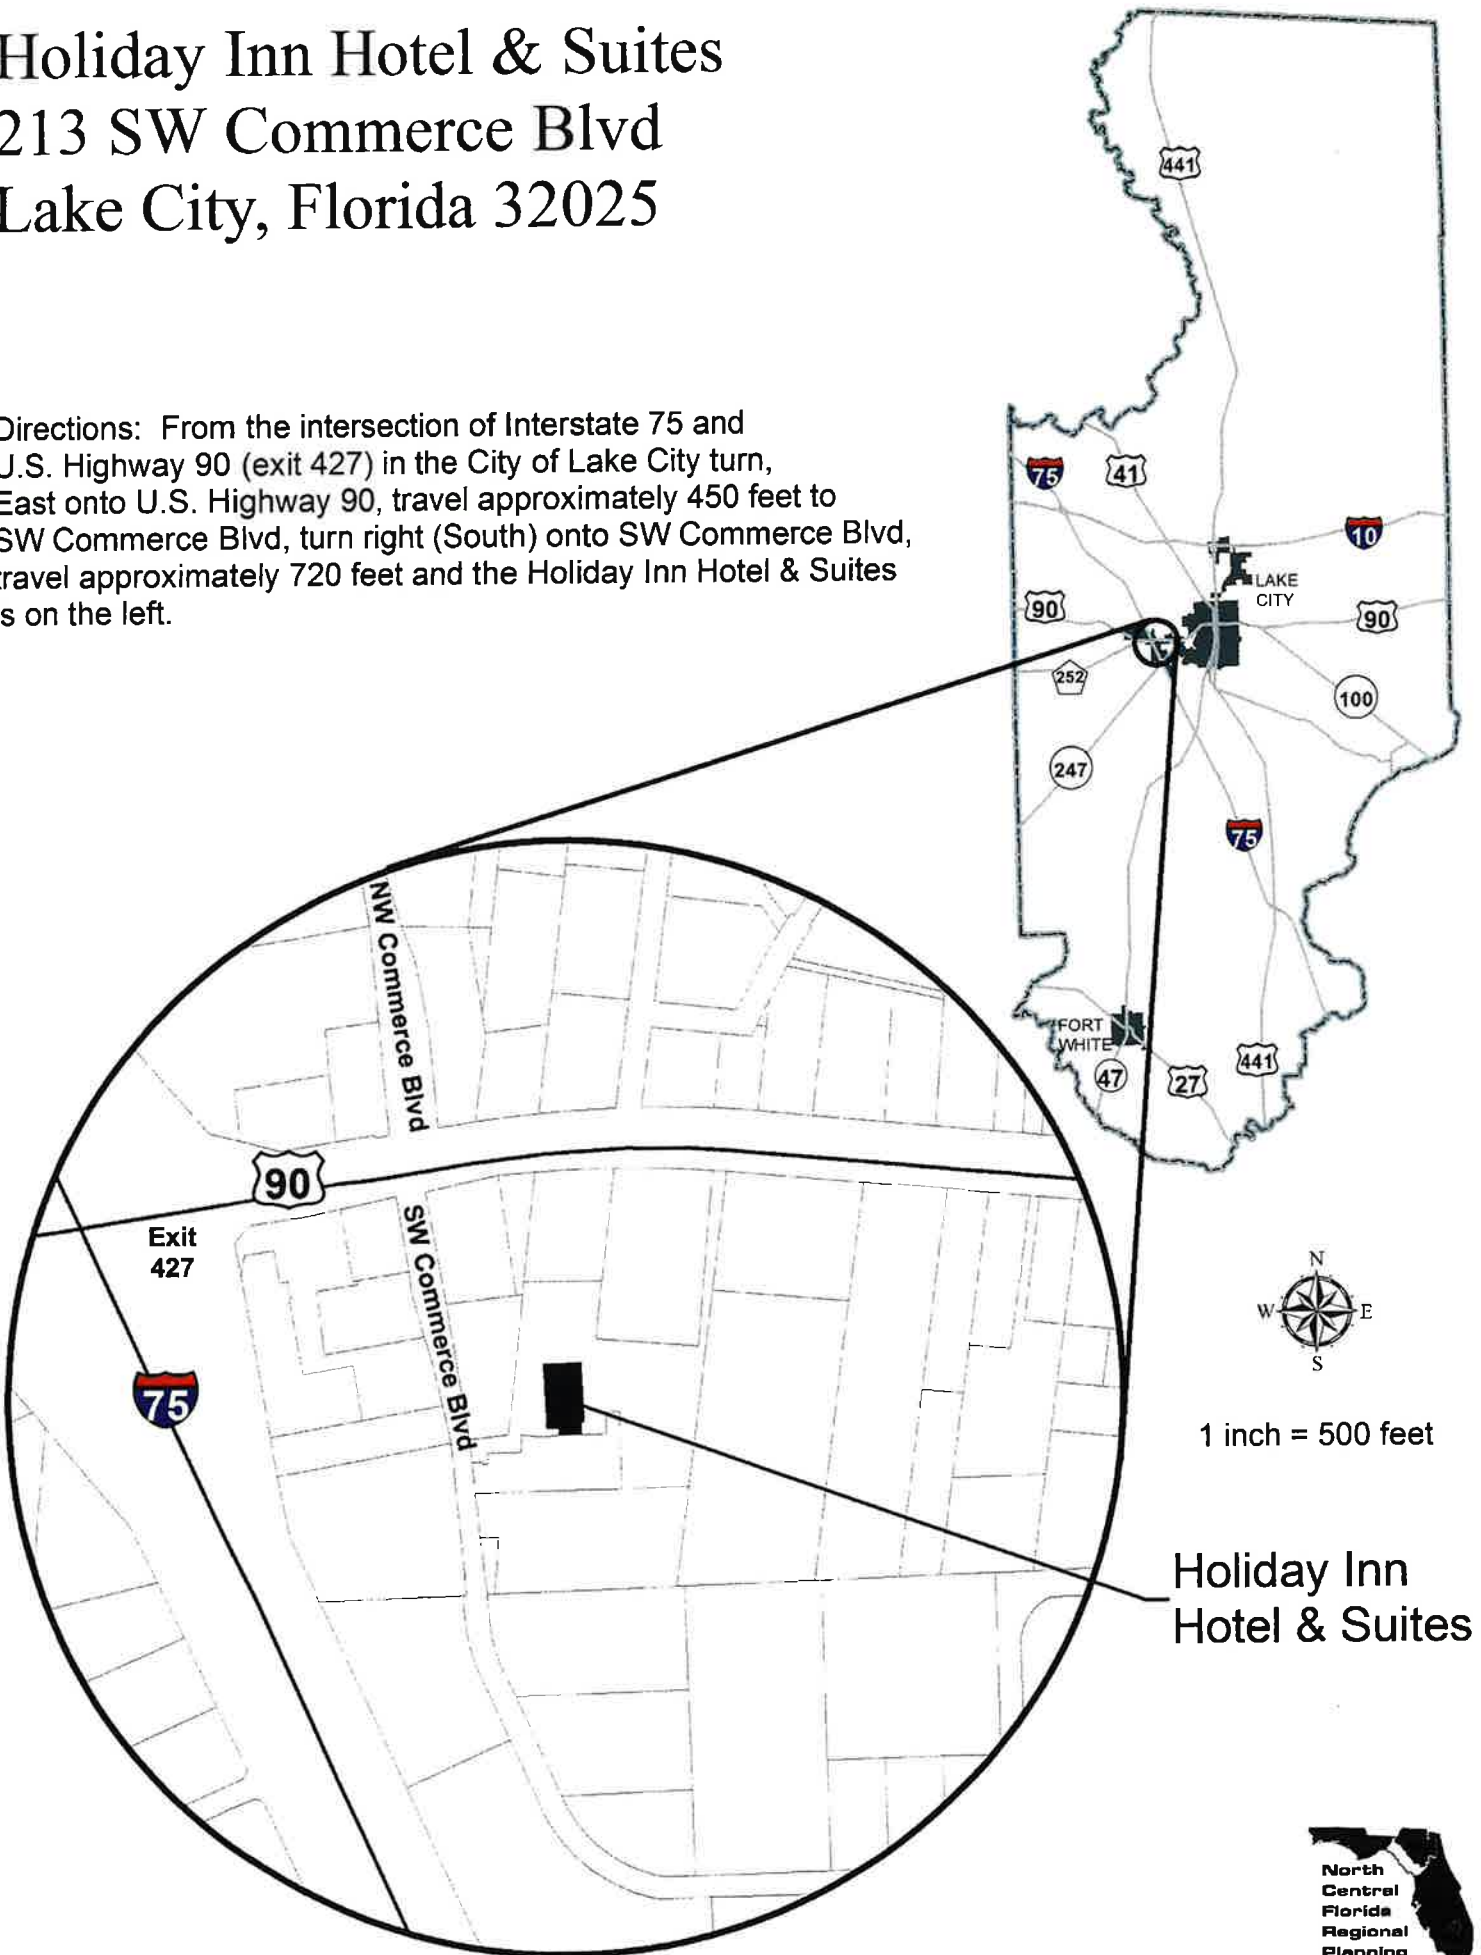 Holiday Inn Hotel & Suites
213 SW Commerce Blvd
Lake City, Florida 32025
Directions: From the intersection of Interstate 75 and
U.S. Highway 90 (exit 427) in the City of Lake City turn,
East onto U.S. Highway 90, travel approximately 450 feet to
SW Commerce Blvd, turn right (South) onto SW Commerce Blvd,
travel approximately 720 feet and the Holiday Inn Hotel & Suites
is on the left.
441
75
41
10
LAKE
CITY
90
90
252
100
247
75
FORT
WHITE
47
27
441
NW Commerce Blvd
90
Exit
427
SW Commerce Blvd
75
N
W
E
S
1 inch = 500 feet
Holiday Inn
Hotel & Suites
North
Central
Florida
Regional
Planning